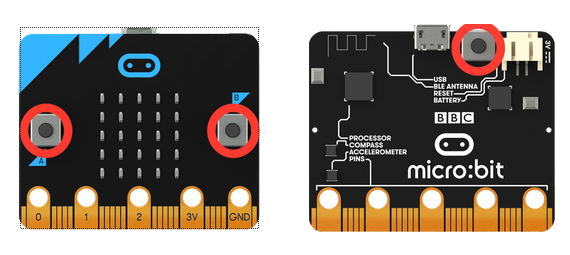 B
A
0 1 2 3V GND
3V
USB
BLE ANTENNA
RESET
BATTERY
BBC
PROCESSOR
COMPASS
ACCELEROMETER
PINS
micro:bit